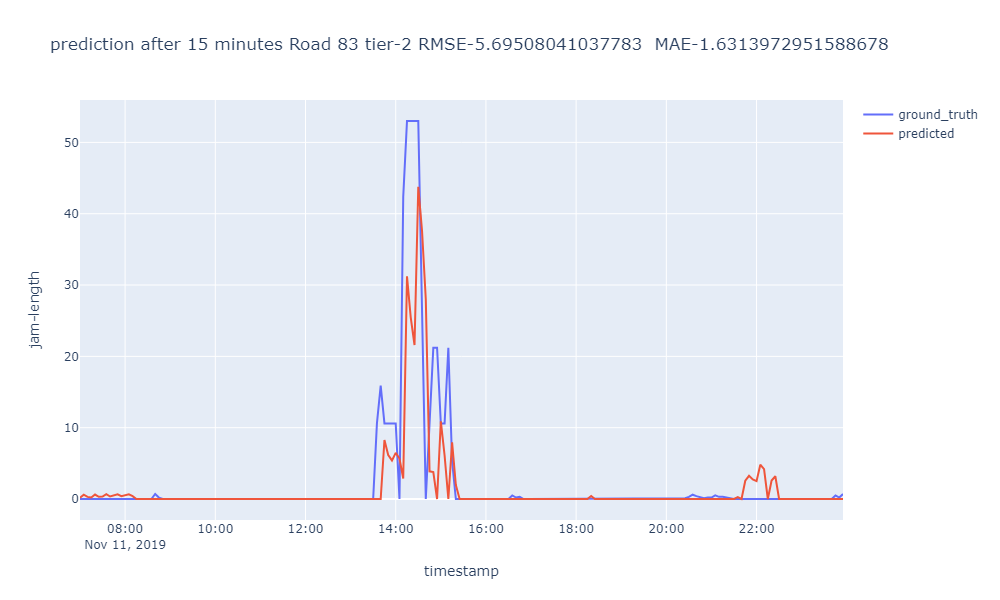 prediction after 15 minutes Road 83 tier-2 RMSE-5.69508041037783  MAE-1.6313972951588678
ground_truth
predicted
50
40
30
20
10
0
jam-length
08:00 10:00 12:00 14:00 16:00 18:00 20:00 22:00
Nov 11, 2019
timestamp